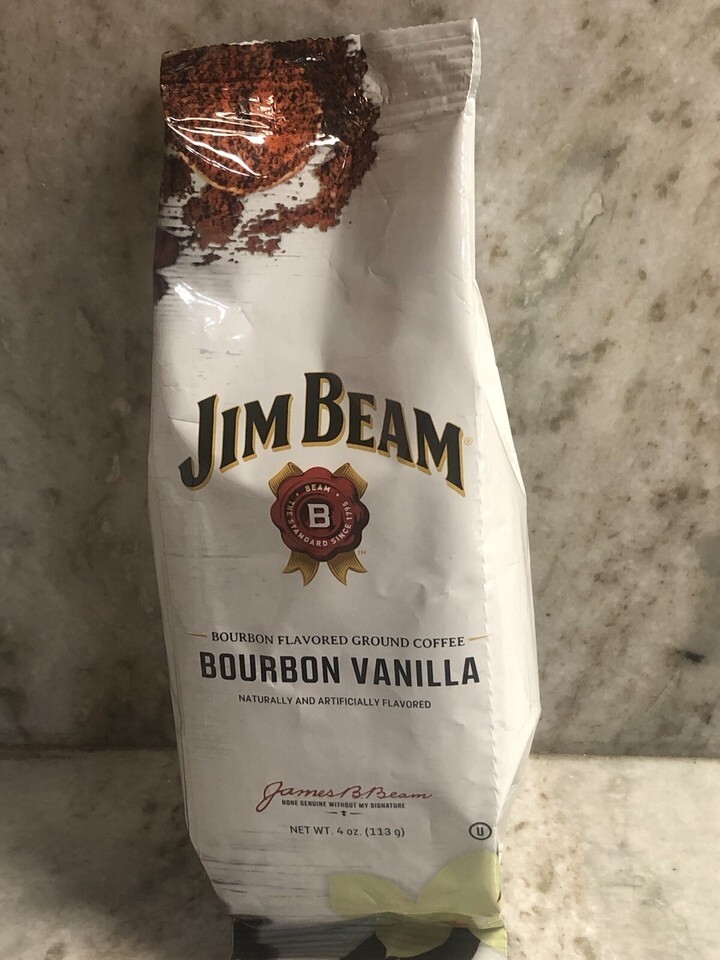 JIM BEAM®
BEAM
THE STANDARD SINCE 1795
B
™
BOURBON FLAVORED GROUND COFFEE
BOURBON VANILLA
NATURALLY AND ARTIFICIALLY FLAVORED
James B. Beam
NONE GENUINE WITHOUT MY SIGNATURE
NET WT. 4 oz. (113 g)
U